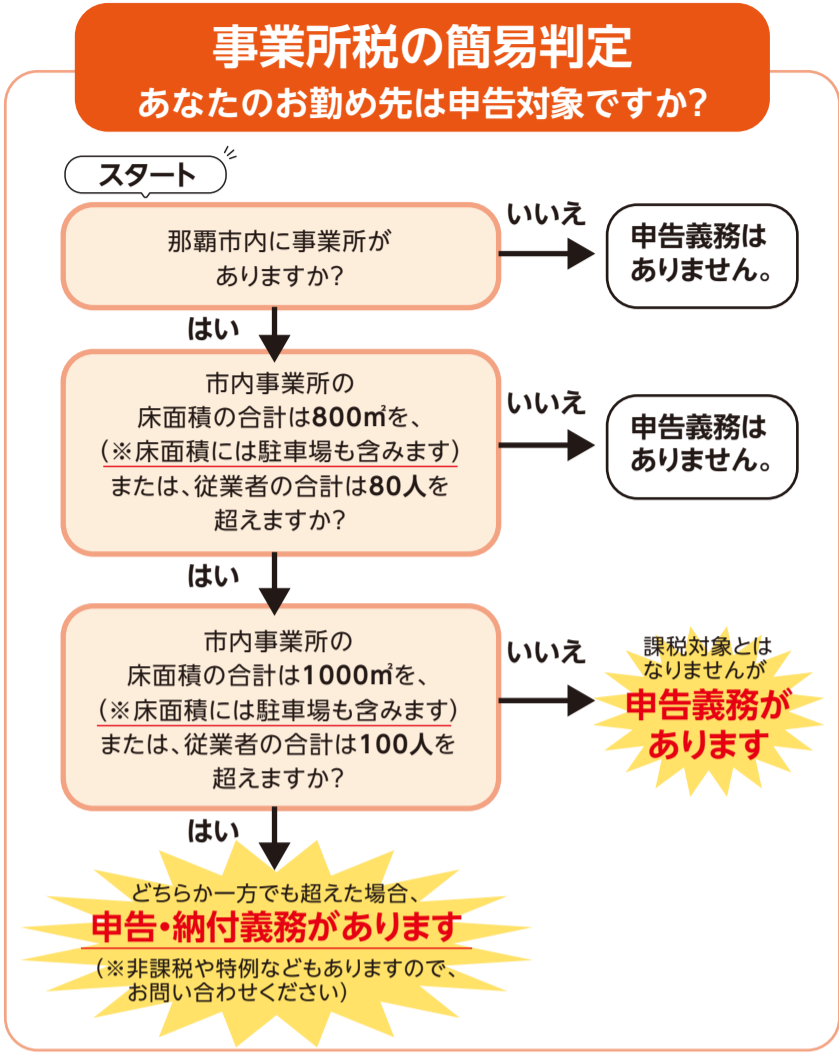 事業所税の簡易判定
あなたのお勤め先は申告対象ですか?
スタート
那覇市内に事業所が
ありますか?
いいえ
申告義務は
ありません。
はい
市内事業所の
床面積の合計は800㎡を、
(※床面積には駐車場も含みます)
または、従業者の合計は80人を
超えますか?
いいえ
申告義務は
ありません。
はい
市内事業所の
床面積の合計は1000㎡を、
(※床面積には駐車場も含みます)
または、従業者の合計は100人を
超えますか?
いいえ
課税対象とは
なりませんが
申告義務が
あります
はい
どちらか一方でも超えた場合、
申告・納付義務があります
(※非課税や特例などもありますので、
お問い合わせください)